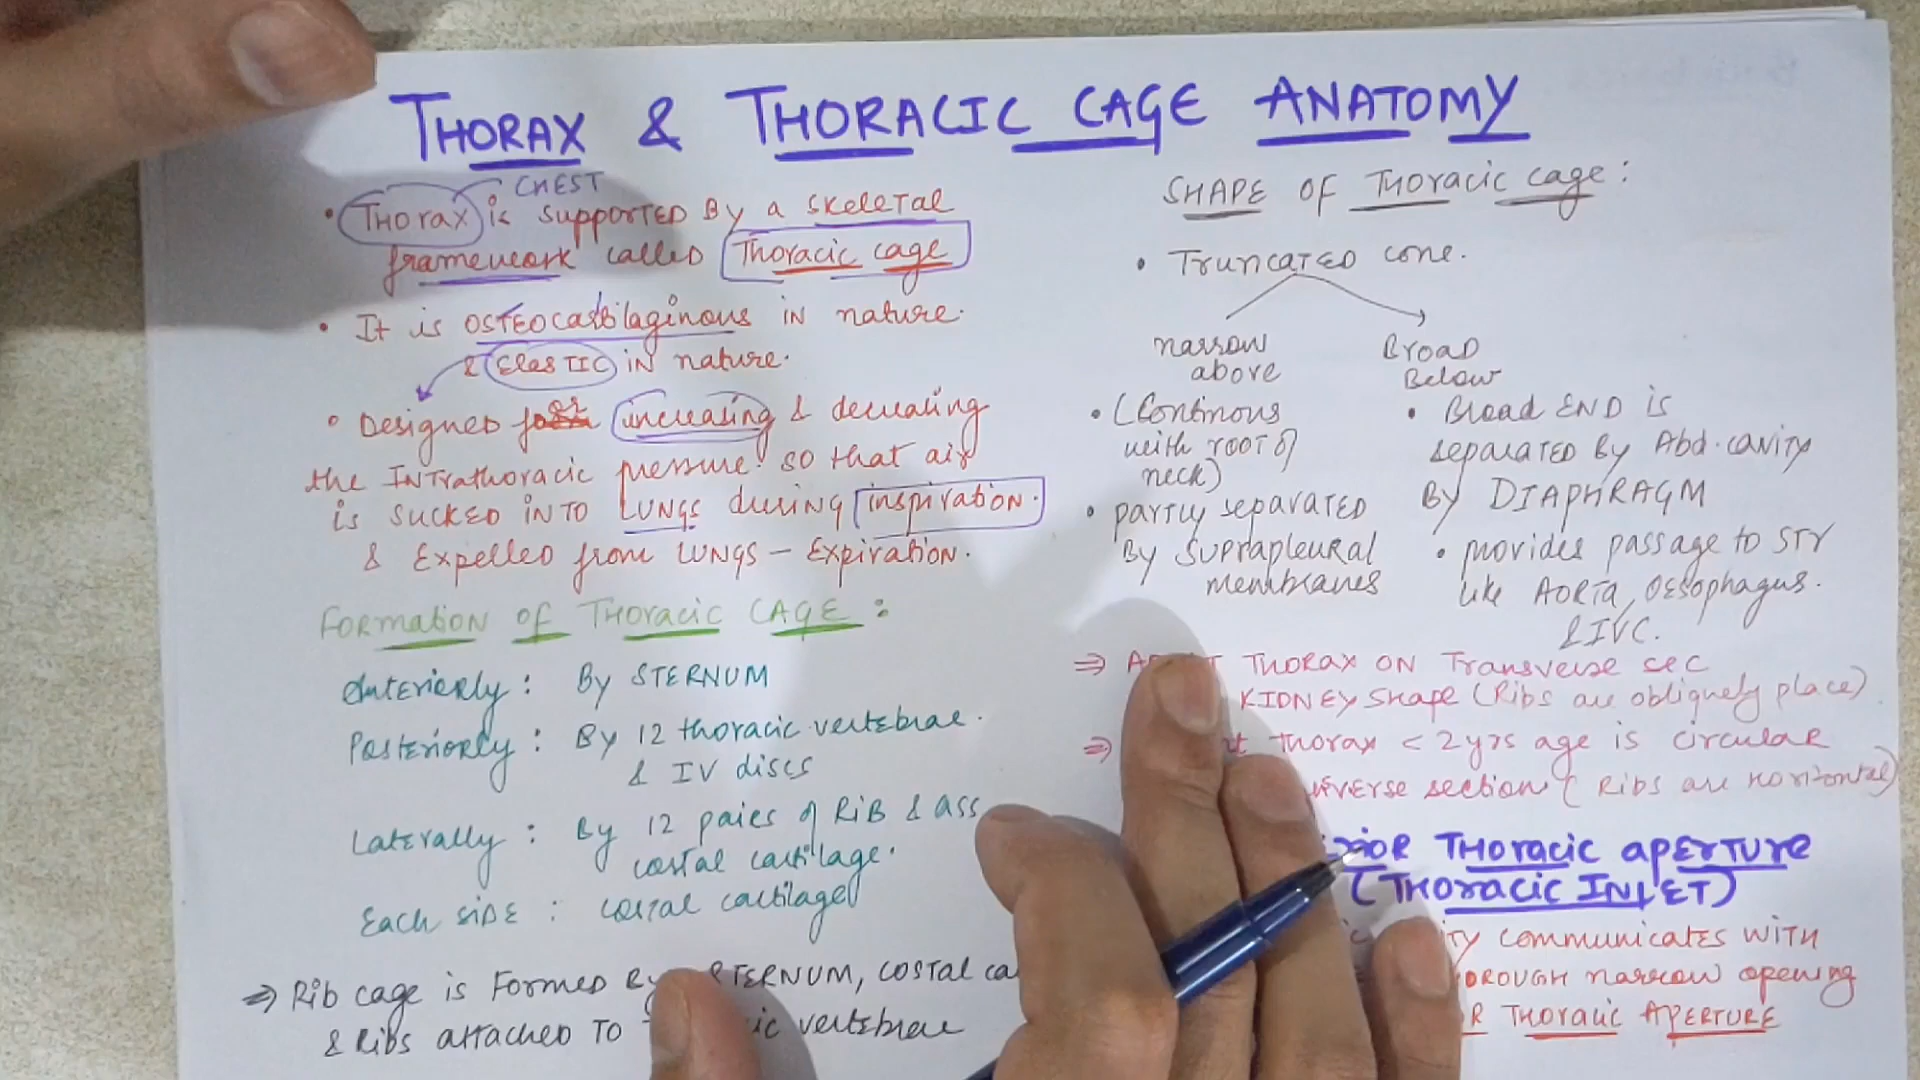 THORAX & THORACIC CAGE ANATOMY
CHEST
• Thorax is supported By a skeletal
framework called Thoracic cage
• It is osteocartilaginous in nature.
& Elastic in nature.
• Designed for increasing & decreasing
the Intrathoracic pressure. so that air
is sucked into LUNGS during inspiration.
& Expelled from LUNGS - Expiration.
Formation of Thoracic CAGE :
Anteriorly : By STERNUM
Posteriorly : By 12 thoracic vertebrae.
& IV discs
Laterally : By 12 pairs of RiB & ass
costal cartilage.
Each side : costal cartilage
⇒ Rib cage is Formed By STERNUM, costal ca
& Ribs attached to vertebrae
SHAPE OF Thoracic cage :
• Truncated cone.
narrow
above
Broad
Below
• (Continous
with root of
neck)
• partly separated
By Suprapleural
membranes
• Broad END is
separated By Abd. cavity
By DIAPHRAGM
• provides passage to STR
like AORTA, Oesophagus.
& IVC.
⇒ THORAX ON Transverse sec
KIDNEY shape (Ribs are obliquely place)
⇒ thorax < 2 yrs age is circular
section (Ribs are horizontal)
THoracic aperture
(THoracic INLET)
communicates with
narrow opening
Thoracic Aperture